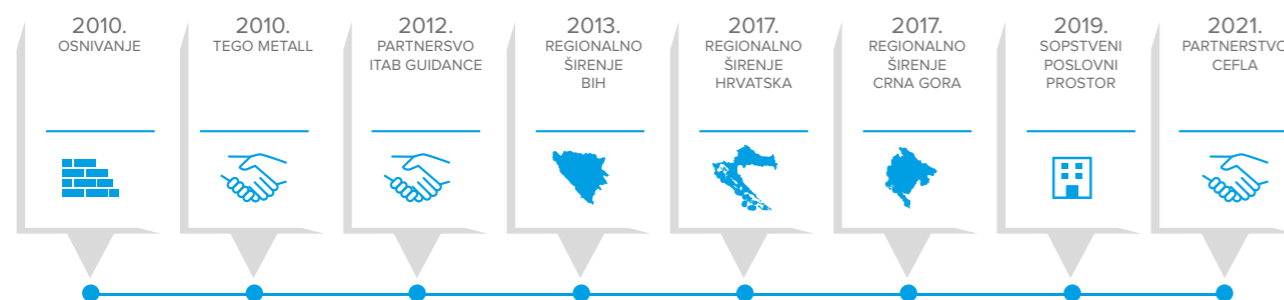 2010.
OSNIVANJE
2010.
TEGO METALL
2012.
PARTNERSVO
ITAB GUIDANCE
2013.
REGIONALNO
ŠIRENJE
BIH
2017.
REGIONALNO
ŠIRENJE
HRVATSKA
2017.
REGIONALNO
ŠIRENJE
CRNA GORA
2019.
SOPSTVENI
POSLOVNI
PROSTOR
2021.
PARTNERSTVO
CEFLA